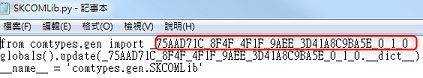 SKCOMLib.py - 記事本
檔案(F) 編輯(E) 格式(O) 檢視(V) 說明(H)
from comtypes.gen import _75AAD71C_8F4F_4F1F_9AEE_3D41A8C9BA5E_0_1_0
globals().update(_75AAD71C_8F4F_4F1F_9AEE_3D41A8C9BA5E_0_1_0.__dict__)
__name__ = 'comtypes.gen.SKCOMLib'